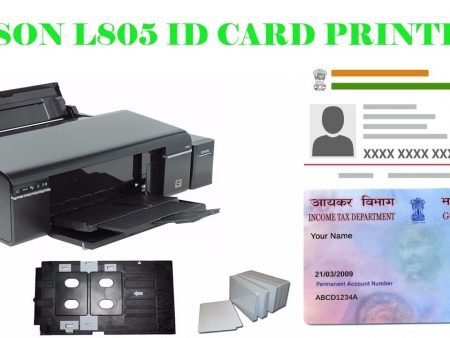 SON L805 ID CARD PRINTE
XXXX XXXX XXX
आयकर विभाग
INCOME TAX DEPARTMENT
Your Name
21/03/2009
Permanent Account Number
ABCD1234A